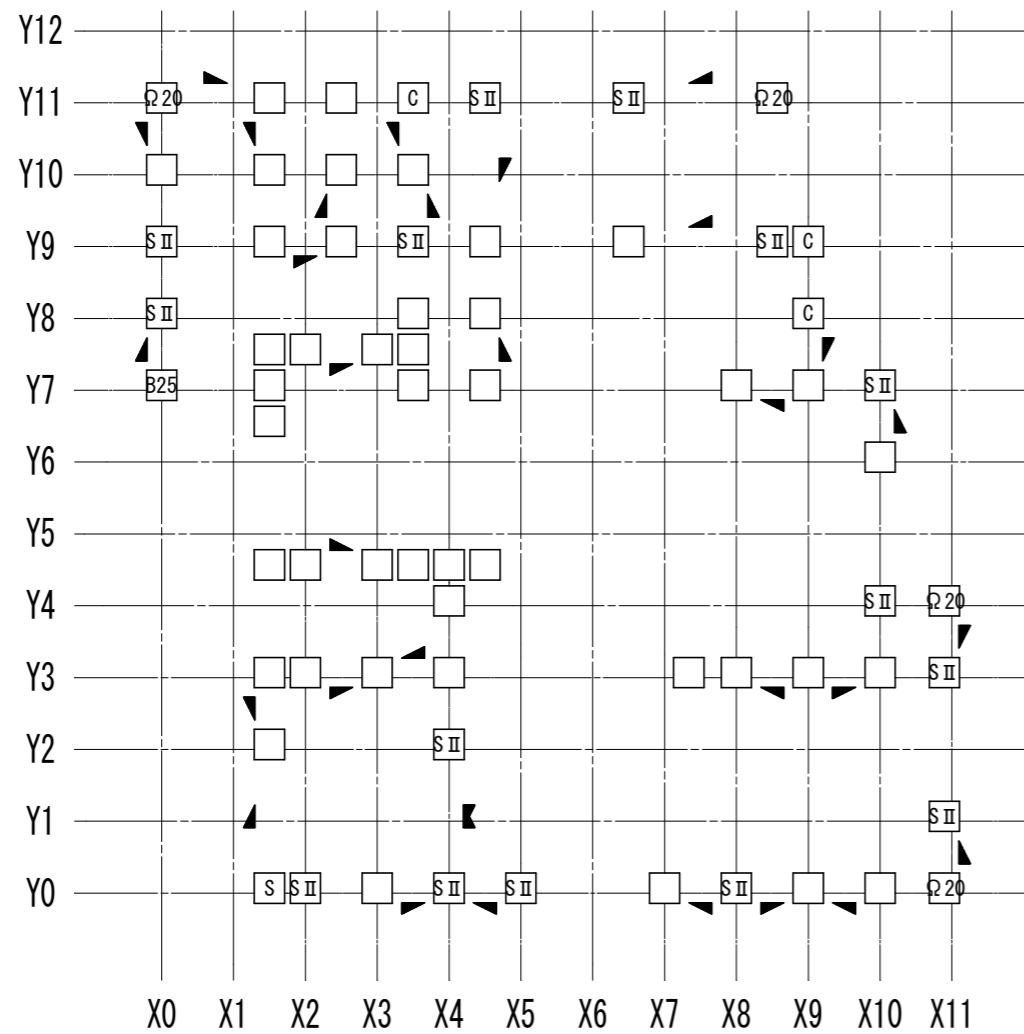 Y12
Y11 Ω20 C SⅡ SⅡ Ω20
Y10
Y9 SⅡ SⅡ SⅡ C
Y8 SⅡ C
Y7 B25 SⅡ
Y6
Y5
Y4 SⅡ Ω20
Y3 SⅡ
Y2 SⅡ
Y1 SⅡ
Y0 S SⅡ SⅡ SⅡ SⅡ Ω20
X0 X1 X2 X3 X4 X5 X6 X7 X8 X9 X10 X11